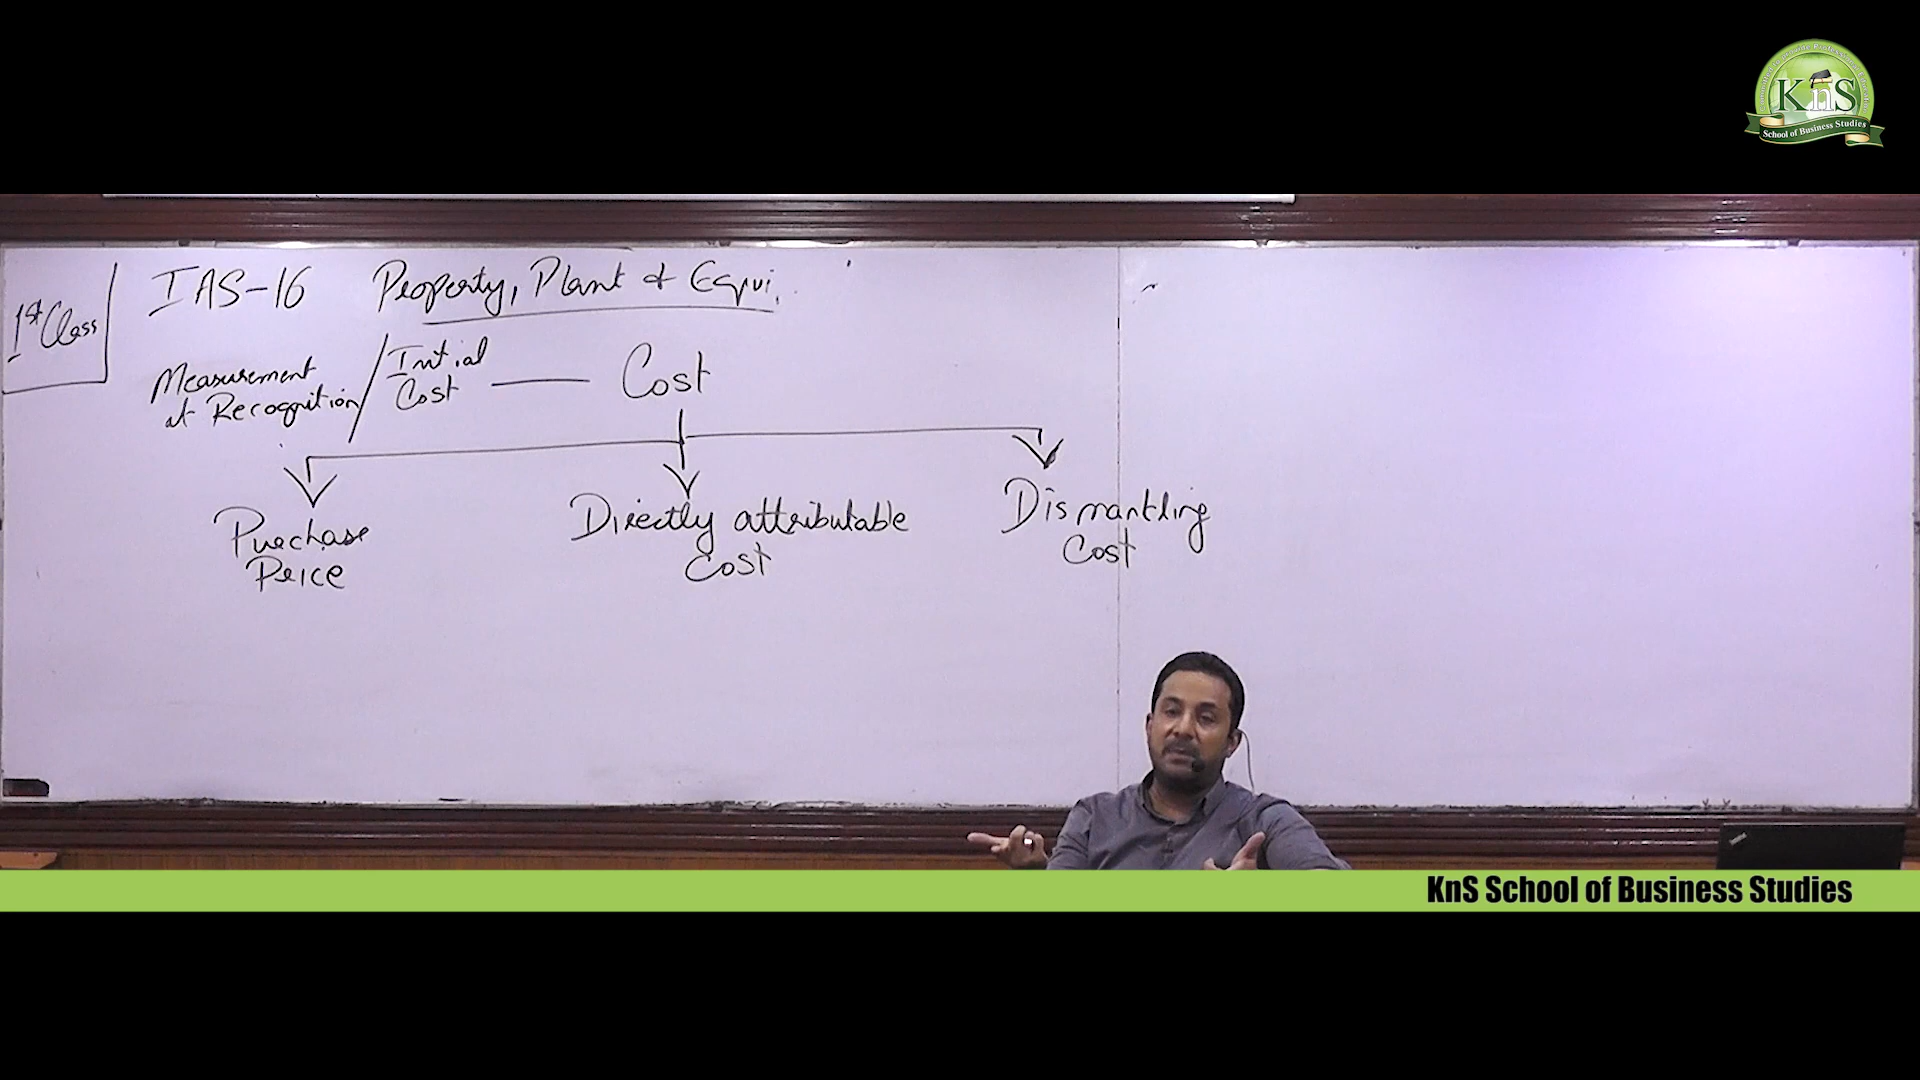 KnS
School of Business Studies
1st Class
IAS-16 Property, Plant & Equi.
Measurement
at Recognition / Initial
Cost — Cost
Purchase
Price
Directly attributable
cost
Dismantling
Cost
KnS School of Business Studies